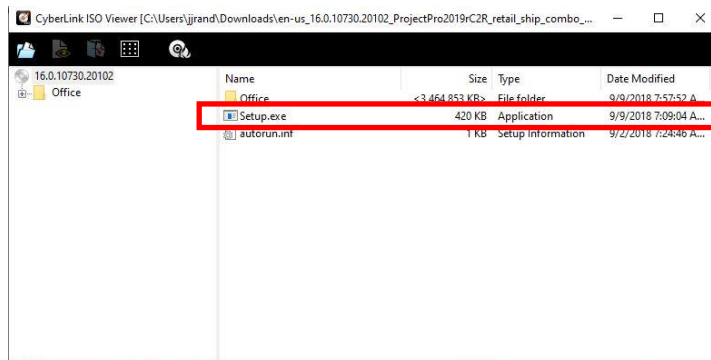 CyberLink ISO Viewer [C:\Users\jjrand\Downloads\en-us_16.0.10730.20102_ProjectPro2019rC2R_retail_ship_combo_...
16.0.10730.20102
Office
Name Size Type Date Modified
Office <3 464 853 KB> File folder 9/9/2018 7:57:52 A...
Setup.exe 420 KB Application 9/9/2018 7:09:04 A...
autorun.inf 1 KB Setup Information 9/2/2018 7:24:46 A...